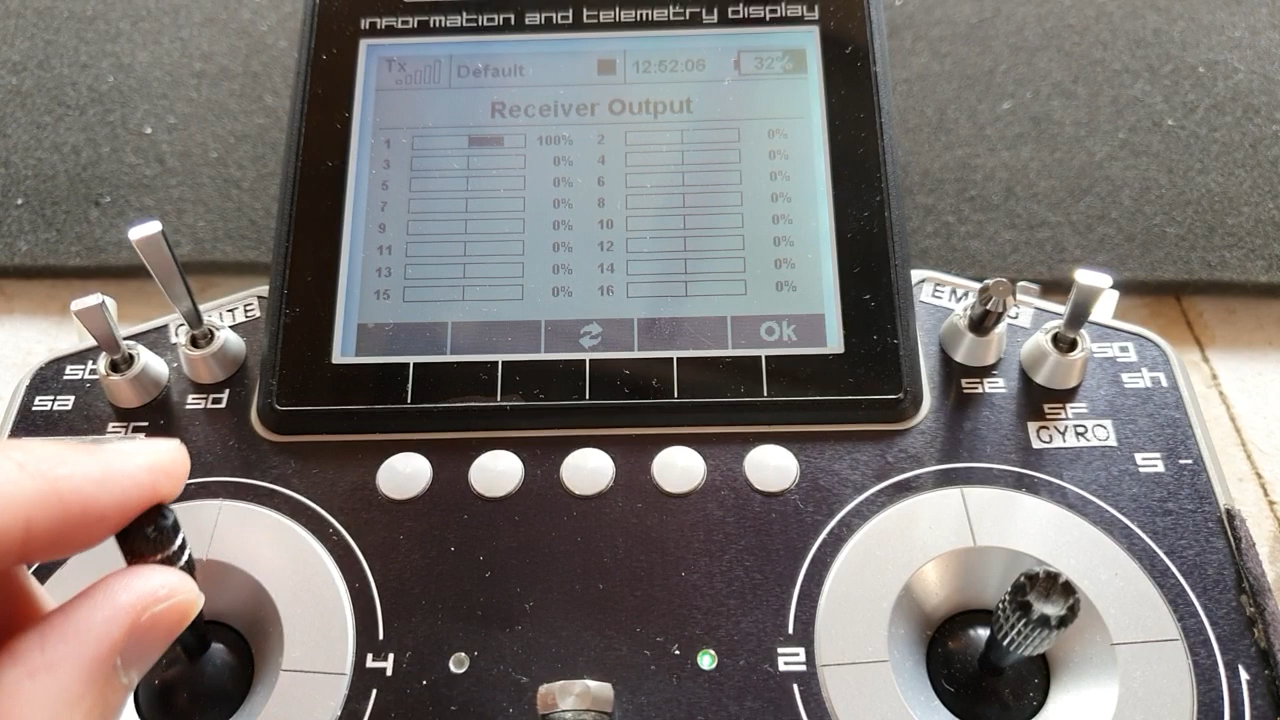 information and telemetry display
Tx Default 12:52:06 32%
Receiver Output
1 100% 2 0%
3 0% 4 0%
5 0% 6 0%
7 0% 8 0%
9 0% 10 0%
11 0% 12 0%
13 0% 14 0%
15 0% 16 0%
Ok
sb
sa
sd
sc
se
sg
sh
sf
GYRO
S -
4
2